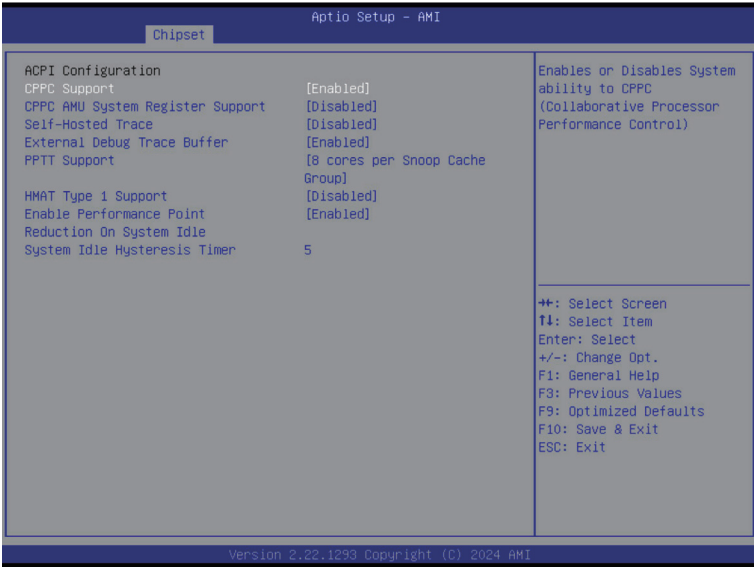 Aptio Setup - AMI
Chipset
ACPI Configuration
CPPC Support [Enabled]
CPPC AMU System Register Support [Disabled]
Self-Hosted Trace [Disabled]
External Debug Trace Buffer [Enabled]
PPTT Support [8 cores per Snoop Cache
Group]
HMAT Type 1 Support [Disabled]
Enable Performance Point [Enabled]
Reduction On System Idle
System Idle Hysteresis Timer 5
Enables or Disables System
ability to CPPC
(Collaborative Processor
Performance Control)
→←: Select Screen
↑↓: Select Item
Enter: Select
+/-: Change Opt.
F1: General Help
F3: Previous Values
F9: Optimized Defaults
F10: Save & Exit
ESC: Exit
Version 2.22.1293 Copyright (C) 2024 AMI